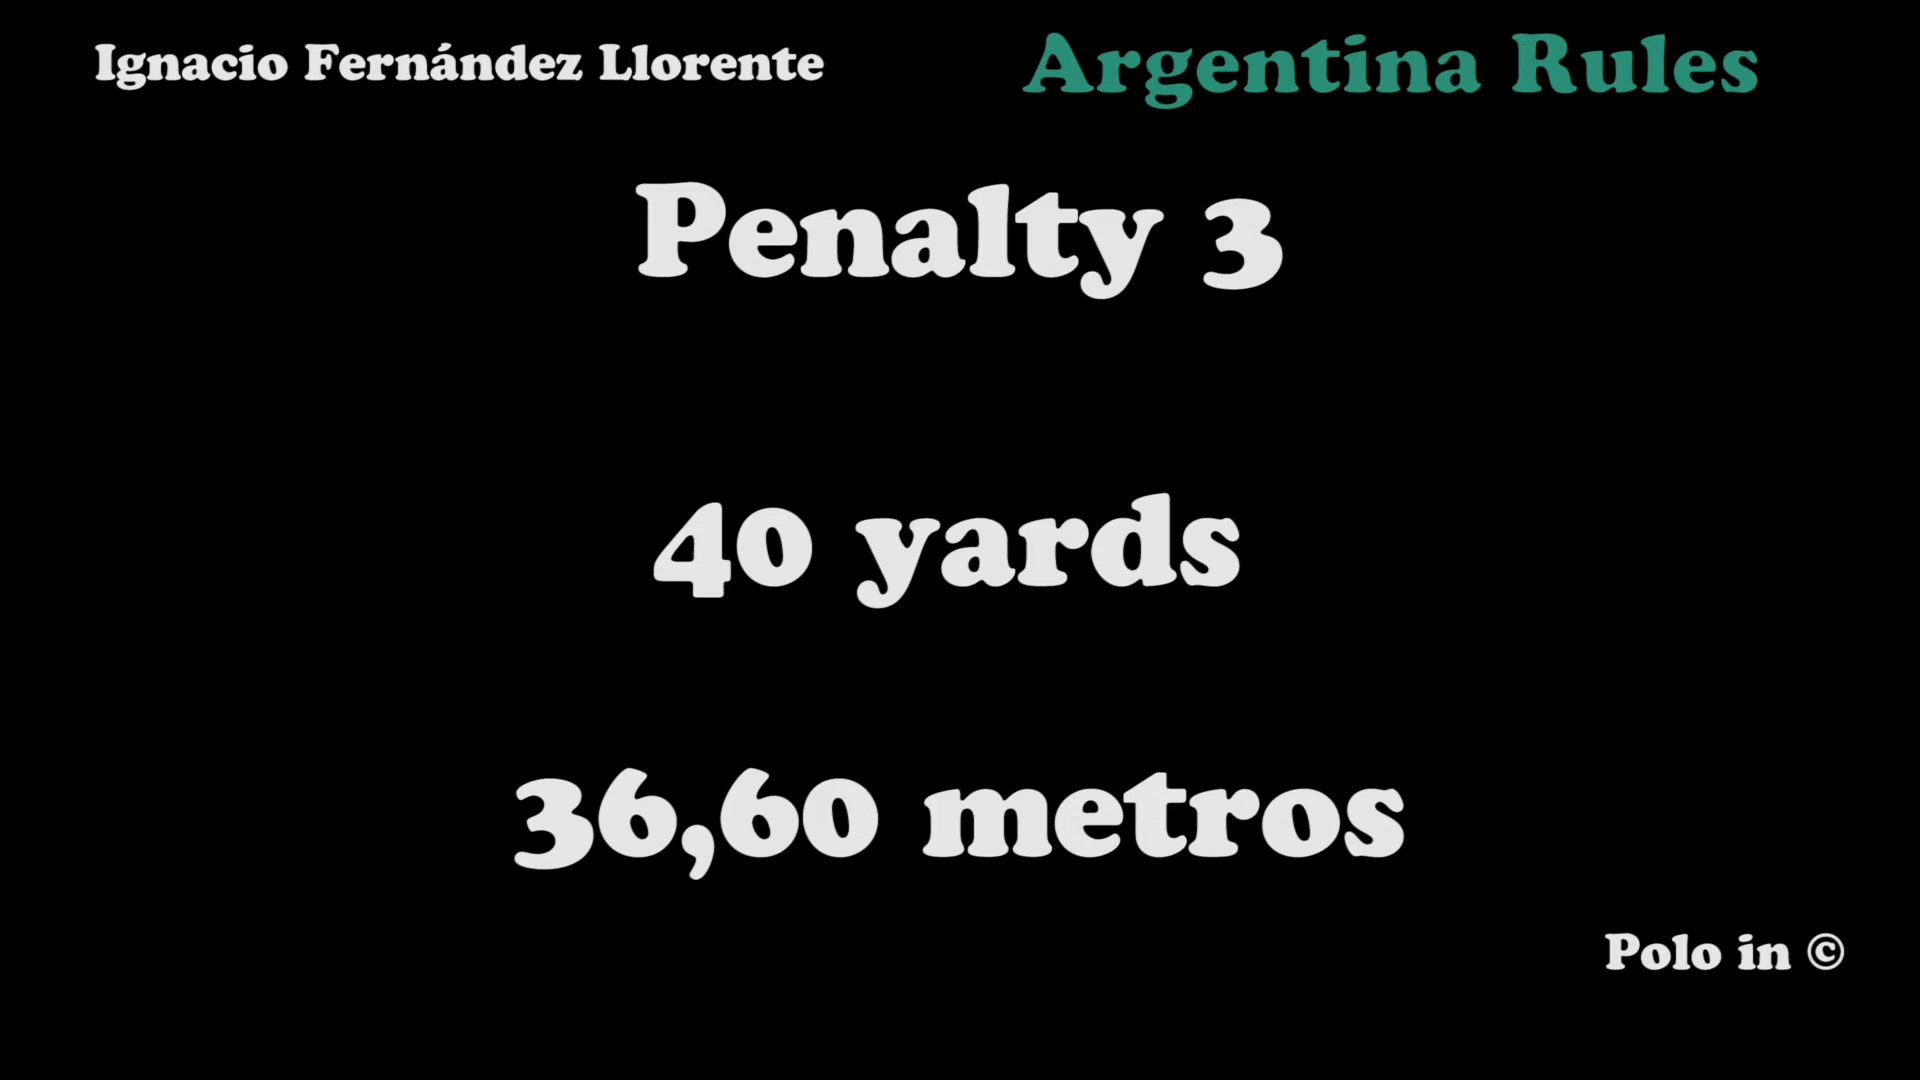 Ignacio Fernández Llorente
Argentina Rules
Penalty 3
40 yards
36,60 metros
Polo in ©